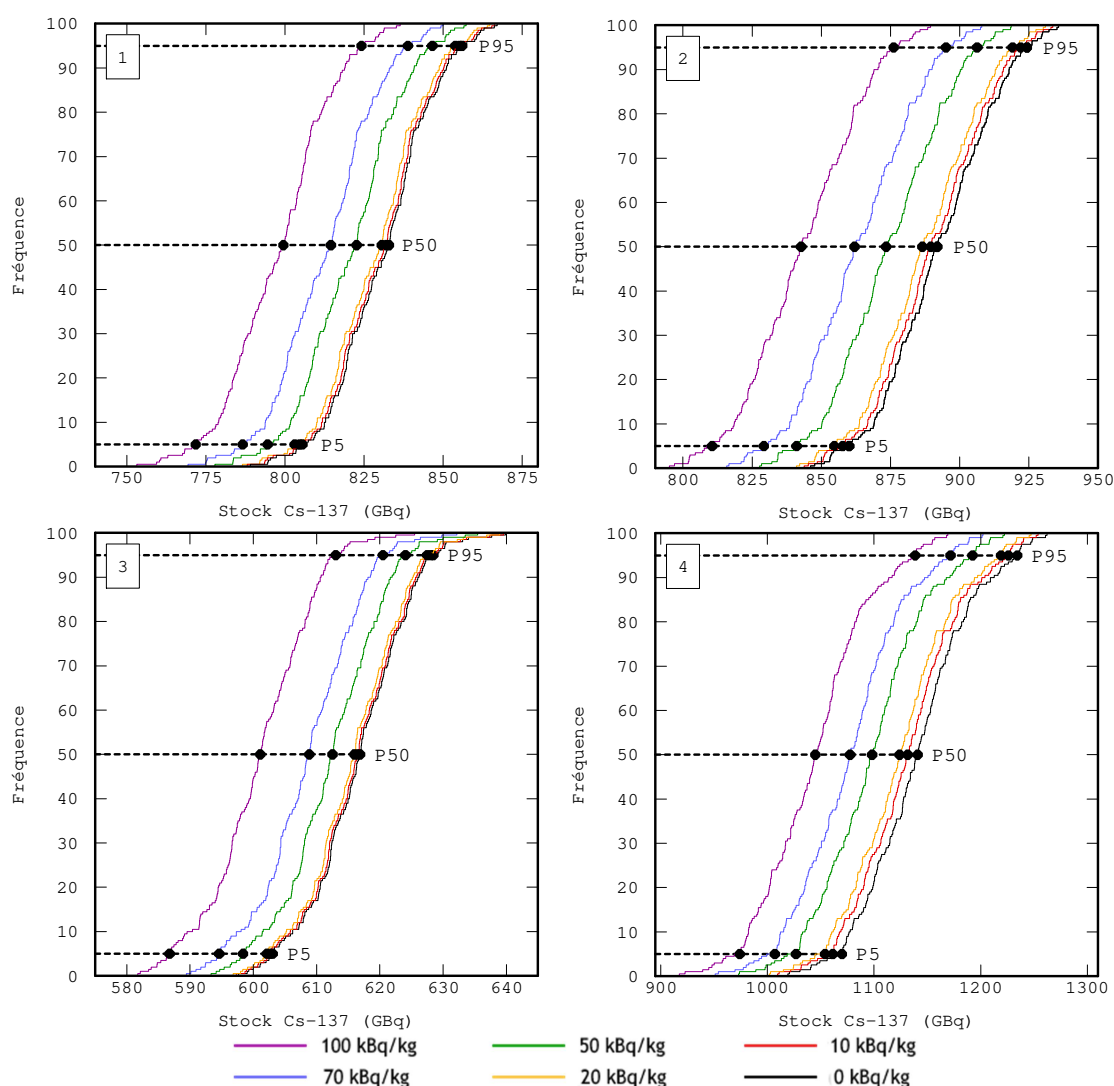 1
100
90
80
70
60
50
40
30
20
10
0
Fréquence
P95
P50
P5
750
775
800
825
850
875
Stock Cs-137 (GBq)
2
100
90
80
70
60
50
40
30
20
10
0
Fréquence
P95
P50
P5
800
825
850
875
900
925
950
Stock Cs-137 (GBq)
3
100
90
80
70
60
50
40
30
20
10
0
Fréquence
P95
P50
P5
580
590
600
610
620
630
640
Stock Cs-137 (GBq)
4
100
90
80
70
60
50
40
30
20
10
0
Fréquence
P95
P50
P5
900
1000
1100
1200
1300
Stock Cs-137 (GBq)
100 kBq/kg
50 kBq/kg
10 kBq/kg
70 kBq/kg
20 kBq/kg
0 kBq/kg